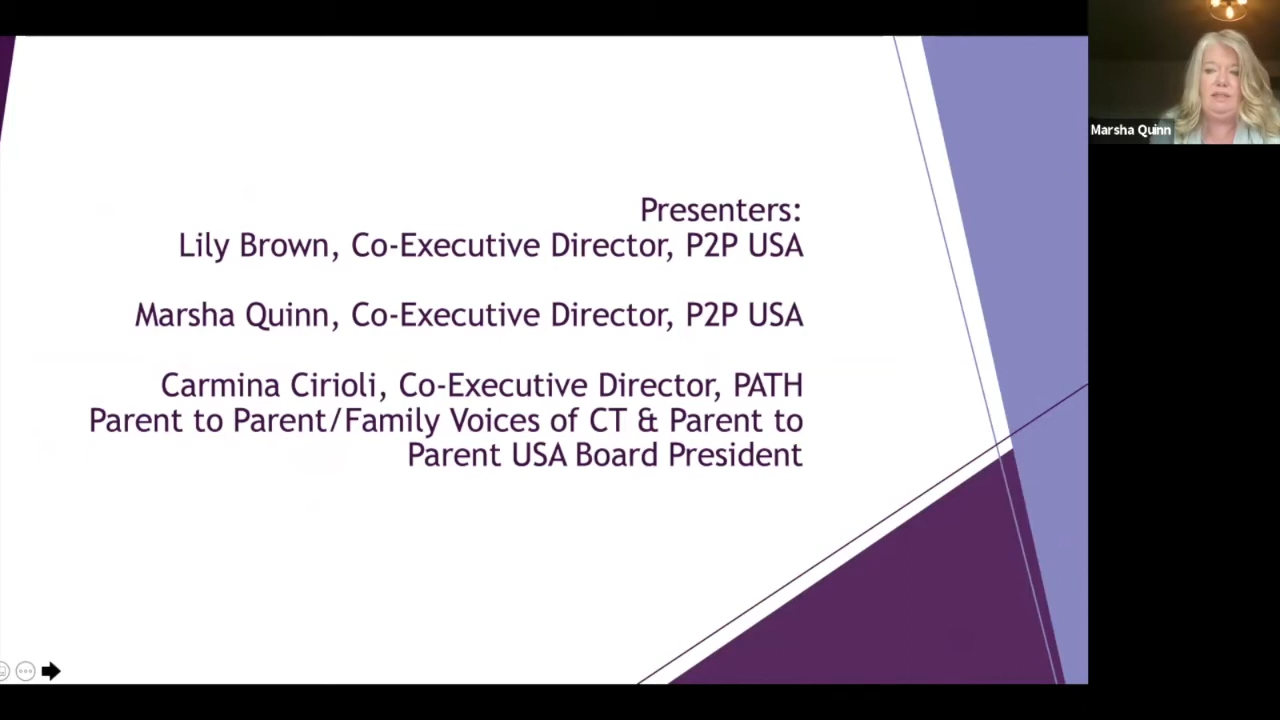 Presenters:
Lily Brown, Co-Executive Director, P2P USA
Marsha Quinn, Co-Executive Director, P2P USA
Carmina Cirioli, Co-Executive Director, PATH
Parent to Parent/Family Voices of CT & Parent to
Parent USA Board President
Marsha Quinn